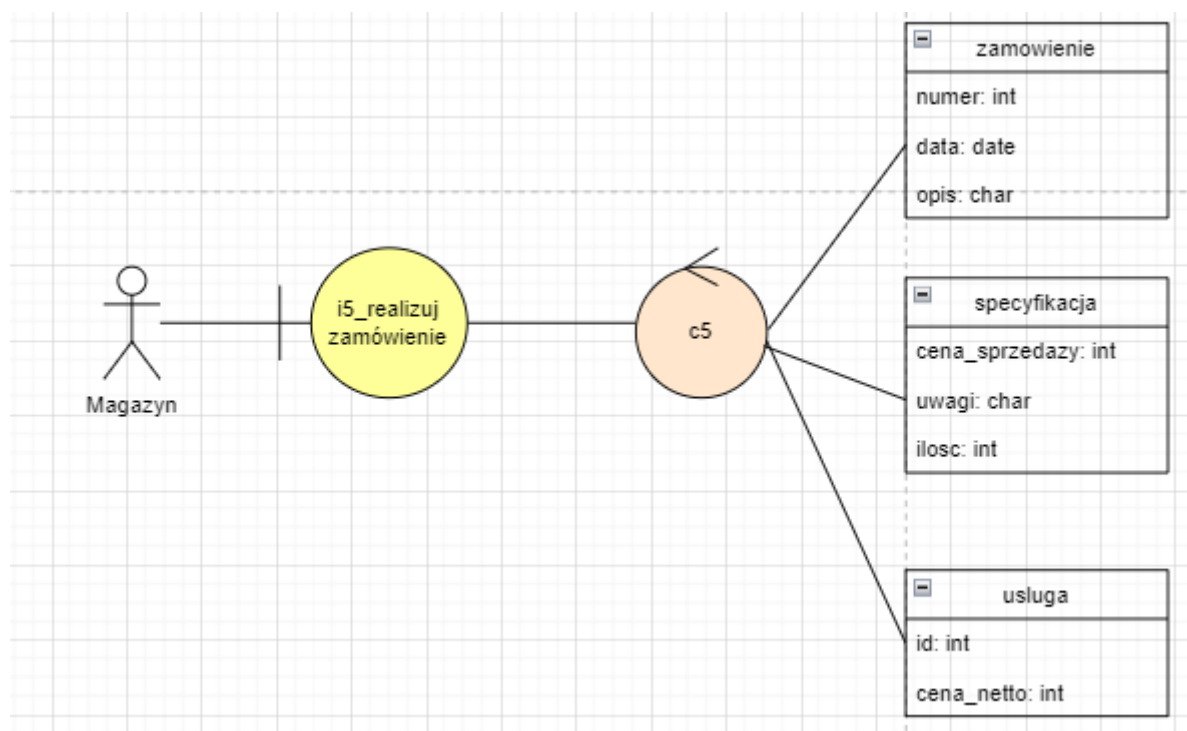 zamowienie
numer: int
data: date
opis: char
i5_realizuj
zamówienie
c5
Magazyn
specyfikacja
cena_sprzedazy: int
uwagi: char
ilosc: int
usluga
id: int
cena_netto: int